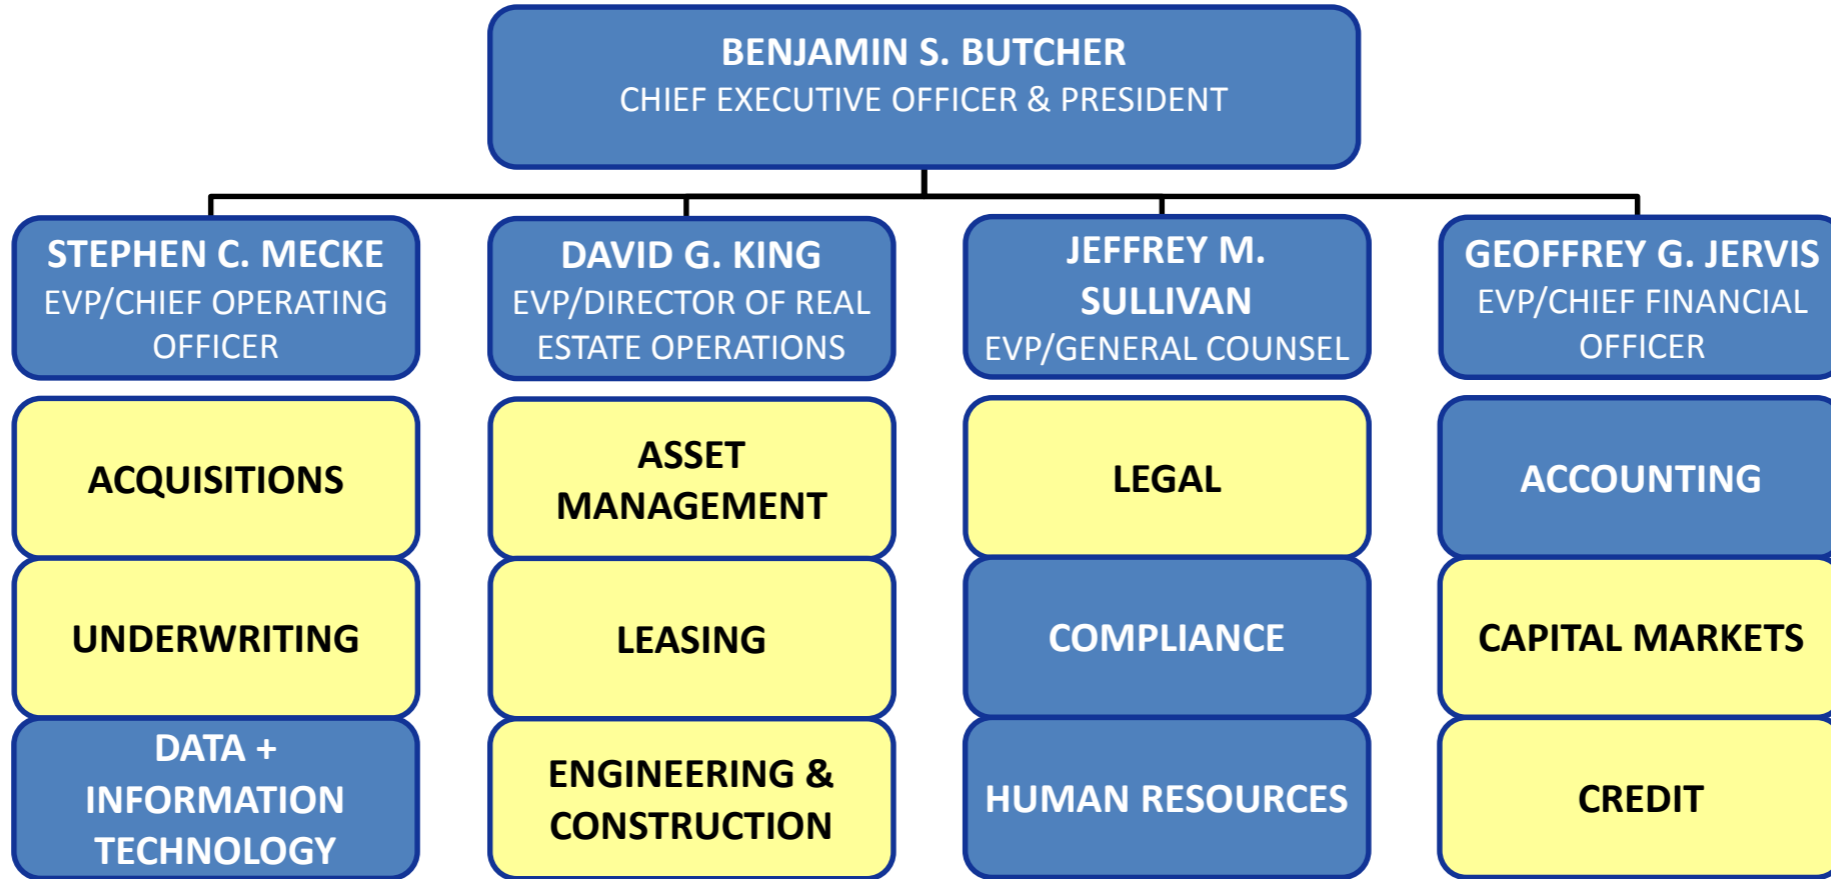 BENJAMIN S. BUTCHER
CHIEF EXECUTIVE OFFICER & PRESIDENT
STEPHEN C. MECKE
EVP/CHIEF OPERATING
OFFICER
DAVID G. KING
EVP/DIRECTOR OF REAL
ESTATE OPERATIONS
JEFFREY M.
SULLIVAN
EVP/GENERAL COUNSEL
GEOFFREY G. JERVIS
EVP/CHIEF FINANCIAL
OFFICER
ACQUISITIONS
ASSET
MANAGEMENT
LEGAL
ACCOUNTING
UNDERWRITING
LEASING
COMPLIANCE
CAPITAL MARKETS
DATA +
INFORMATION
TECHNOLOGY
ENGINEERING &
CONSTRUCTION
HUMAN RESOURCES
CREDIT